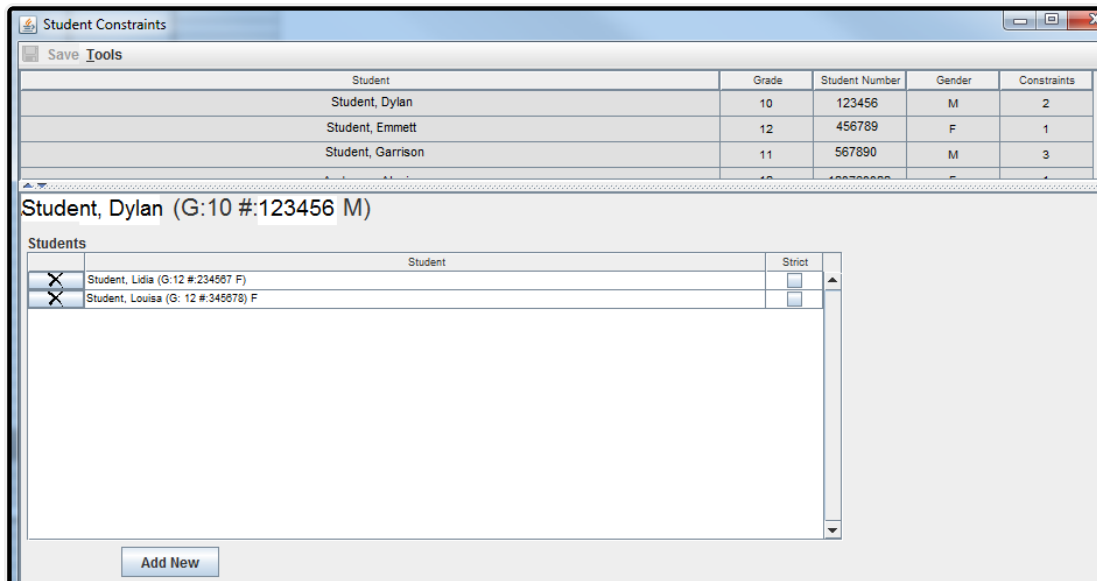 Student Constraints
Save Tools
Student Grade Student Number Gender Constraints
Student, Dylan 10 123456 M 2
Student, Emmett 12 456789 F 1
Student, Garrison 11 567890 M 3
Student, Dylan (G:10 #:123456 M)
Students
Student Strict
X Student, Lidia (G:12 #:234567 F)
X Student, Louisa (G: 12 #:345678) F
Add New